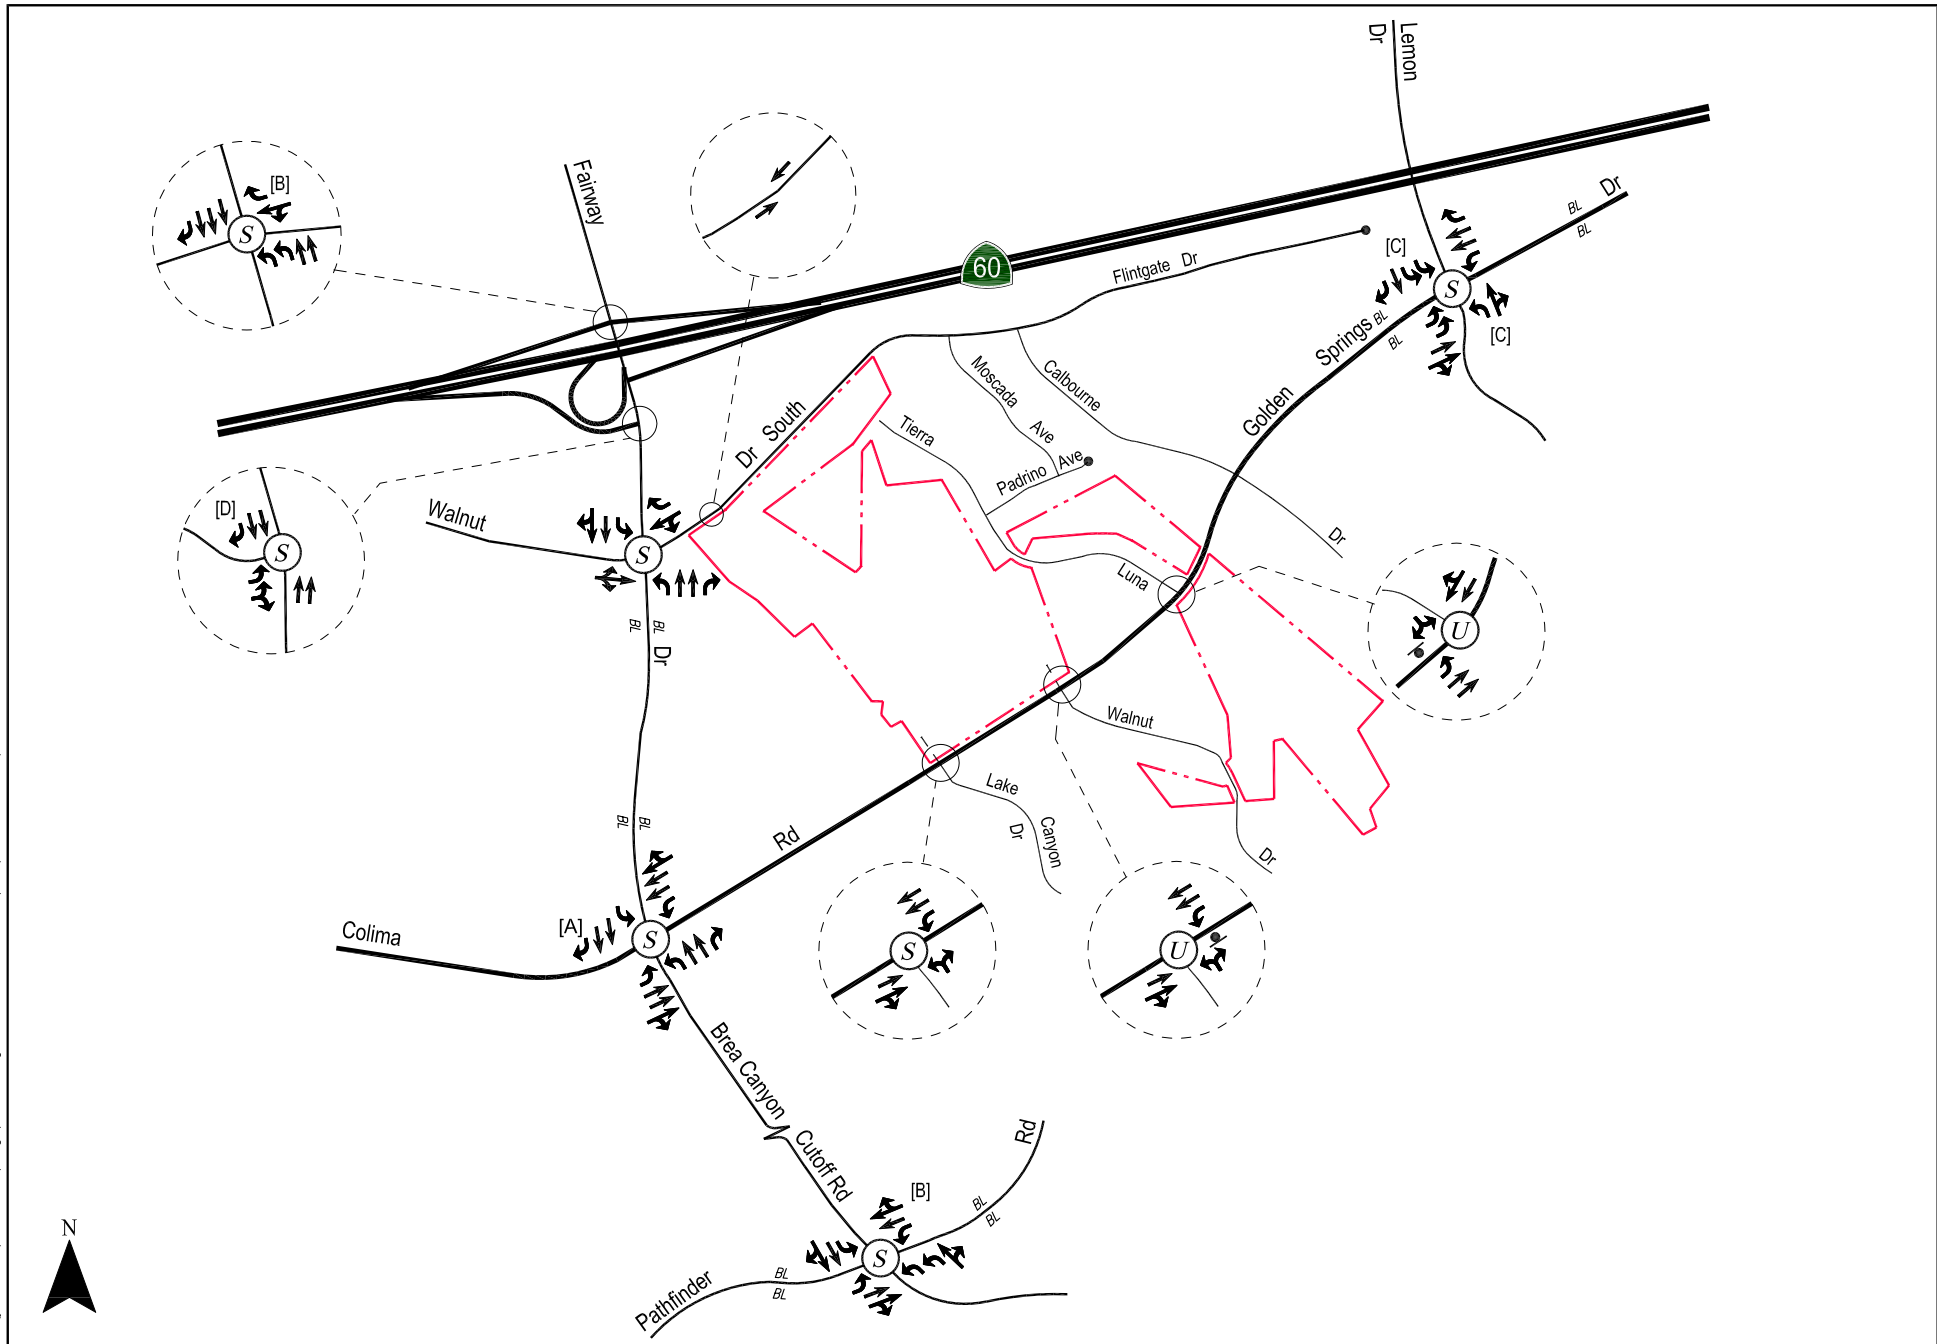 Lemon
Dr
[B]
S
Fairway
60
Flintgate Dr
[C]
Dr
BL
BL
S
[C]
Springs
BL
BL
Golden
Moscada
Ave
Calbourne
Dr
Tierra
Padrino Ave
Dr South
Walnut
S
[D]
S
Luna
U
BL
BL
Dr
Walnut
Dr
Lake
Canyon
Dr
BL
BL
Rd
Colima
[A]
S
S
U
Brea Canyon
Cutoff Rd
Rd
[B]
BL
BL
S
BL
BL
Pathfinder
N